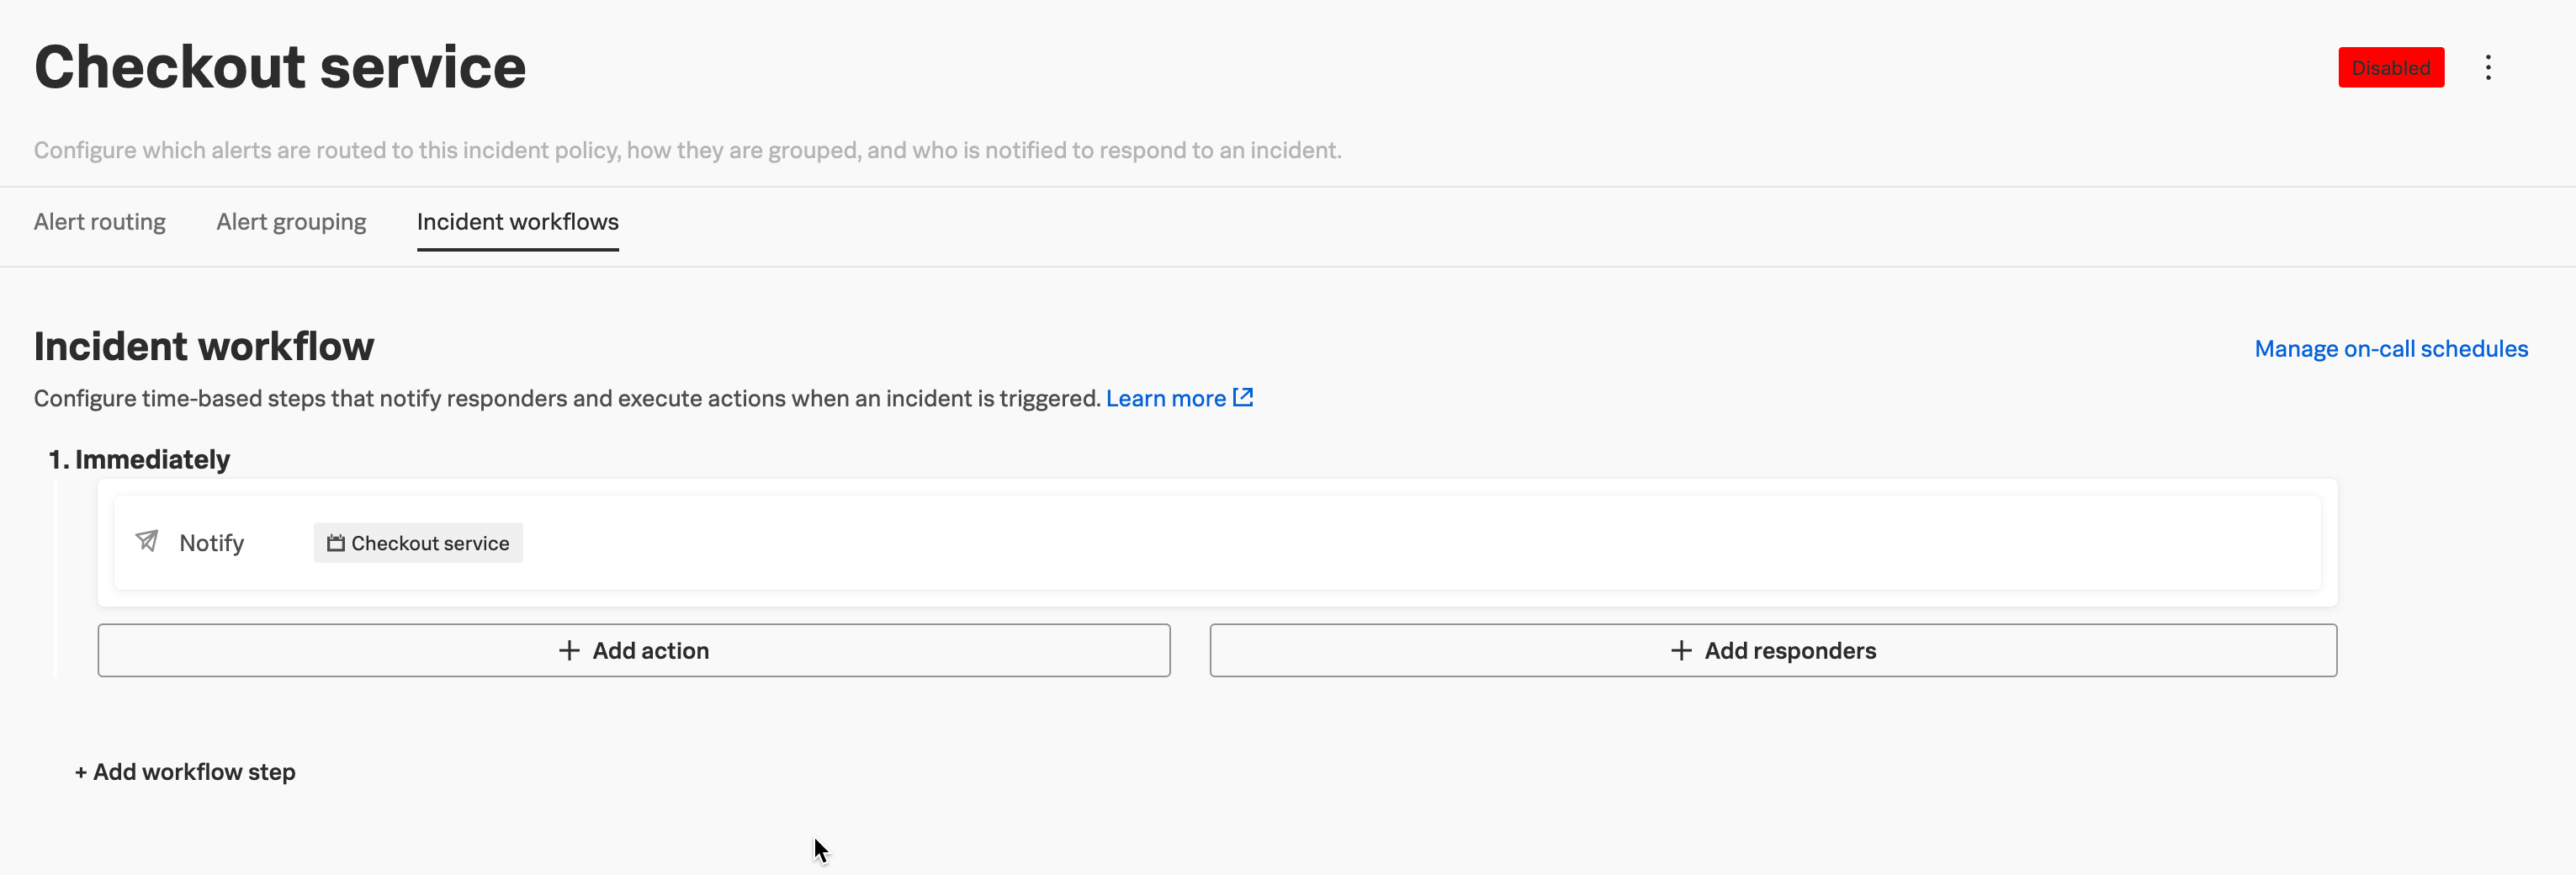 Checkout service
Disabled
Configure which alerts are routed to this incident policy, how they are grouped, and who is notified to respond to an incident.
Alert routing Alert grouping Incident workflows
Incident workflow
Manage on-call schedules
Configure time-based steps that notify responders and execute actions when an incident is triggered. Learn more
1. Immediately
Notify Checkout service
+ Add action
+ Add responders
+ Add workflow step